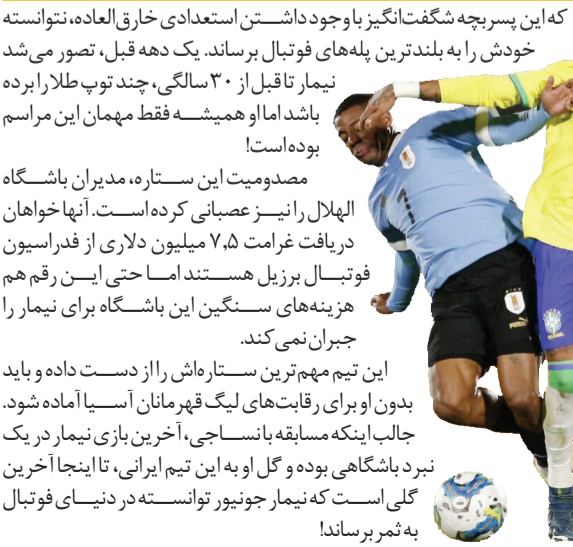 که این پسربچه شگفت‌انگیز با وجود داشتن استعدادی خارق‌العاده، نتوانسته
خودش را به بلندترین پله‌های فوتبال برساند. یک دهه قبل، تصور می‌شد
نیمار تا قبل از ۳۰ سالگی، چند توپ طلا را برده
باشد اما او همیشه فقط مهمان این مراسم
بوده است!
مصدومیت این ستاره، مدیران باشگاه
الهلال را نیز عصبانی کرده است. آنها خواهان
دریافت غرامت ۷٫۵ میلیون دلاری از فدراسیون
فوتبال برزیل هستند اما حتی این رقم هم
هزینه‌های سنگین این باشگاه برای نیمار را
جبران نمی‌کند.
این تیم مهم‌ترین ستاره‌اش را از دست داده و باید
بدون او برای رقابت‌های لیگ قهرمانان آسیا آماده شود.
جالب اینکه مسابقه با نساجی، آخرین بازی نیمار در یک
نبرد باشگاهی بوده و گل او به این تیم ایرانی، تا اینجا آخرین
گلی است که نیمار جونیور توانسته در دنیای فوتبال
به ثمر برساند!
7
PUMA
BRASIL